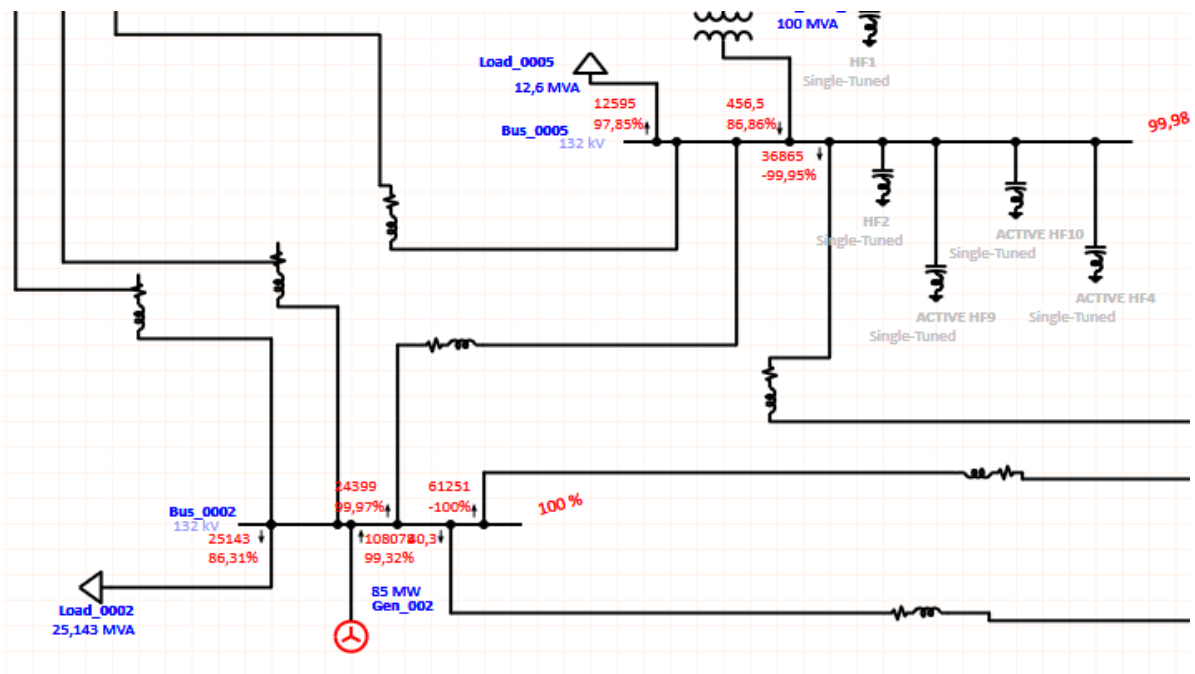 100 MVA
HF1
Single-Tuned
Load_0005
12,6 MVA
12595
97,85%
456,5
86,86%
99,98
Bus_0005
132 kV
36865
-99,95%
HF2
Single-Tuned
ACTIVE HF10
Single-Tuned
ACTIVE HF9
Single-Tuned
ACTIVE HF4
Single-Tuned
24399
99,97%
61251
-100%
100 %
Bus_0002
132 kV
25143
86,31%
99,32%
85 MW
Gen_002
Load_0002
25,143 MVA